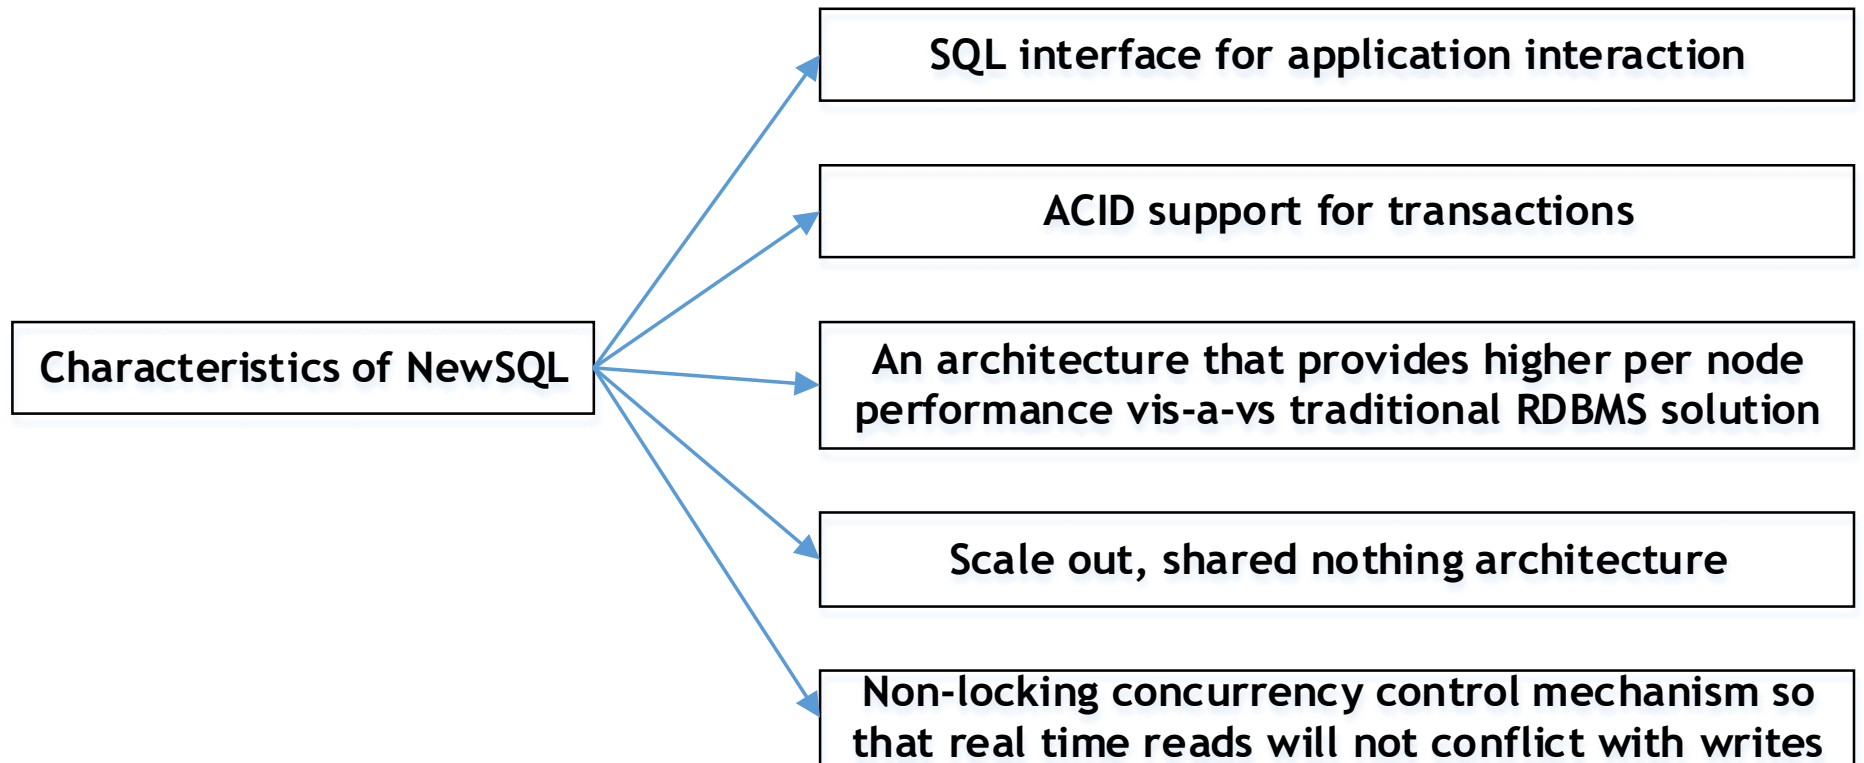 SQL interface for application interaction
ACID support for transactions
Characteristics of NewSQL
An architecture that provides higher per node
performance vis-a-vs traditional RDBMS solution
Scale out, shared nothing architecture
Non-locking concurrency control mechanism so
that real time reads will not conflict with writes